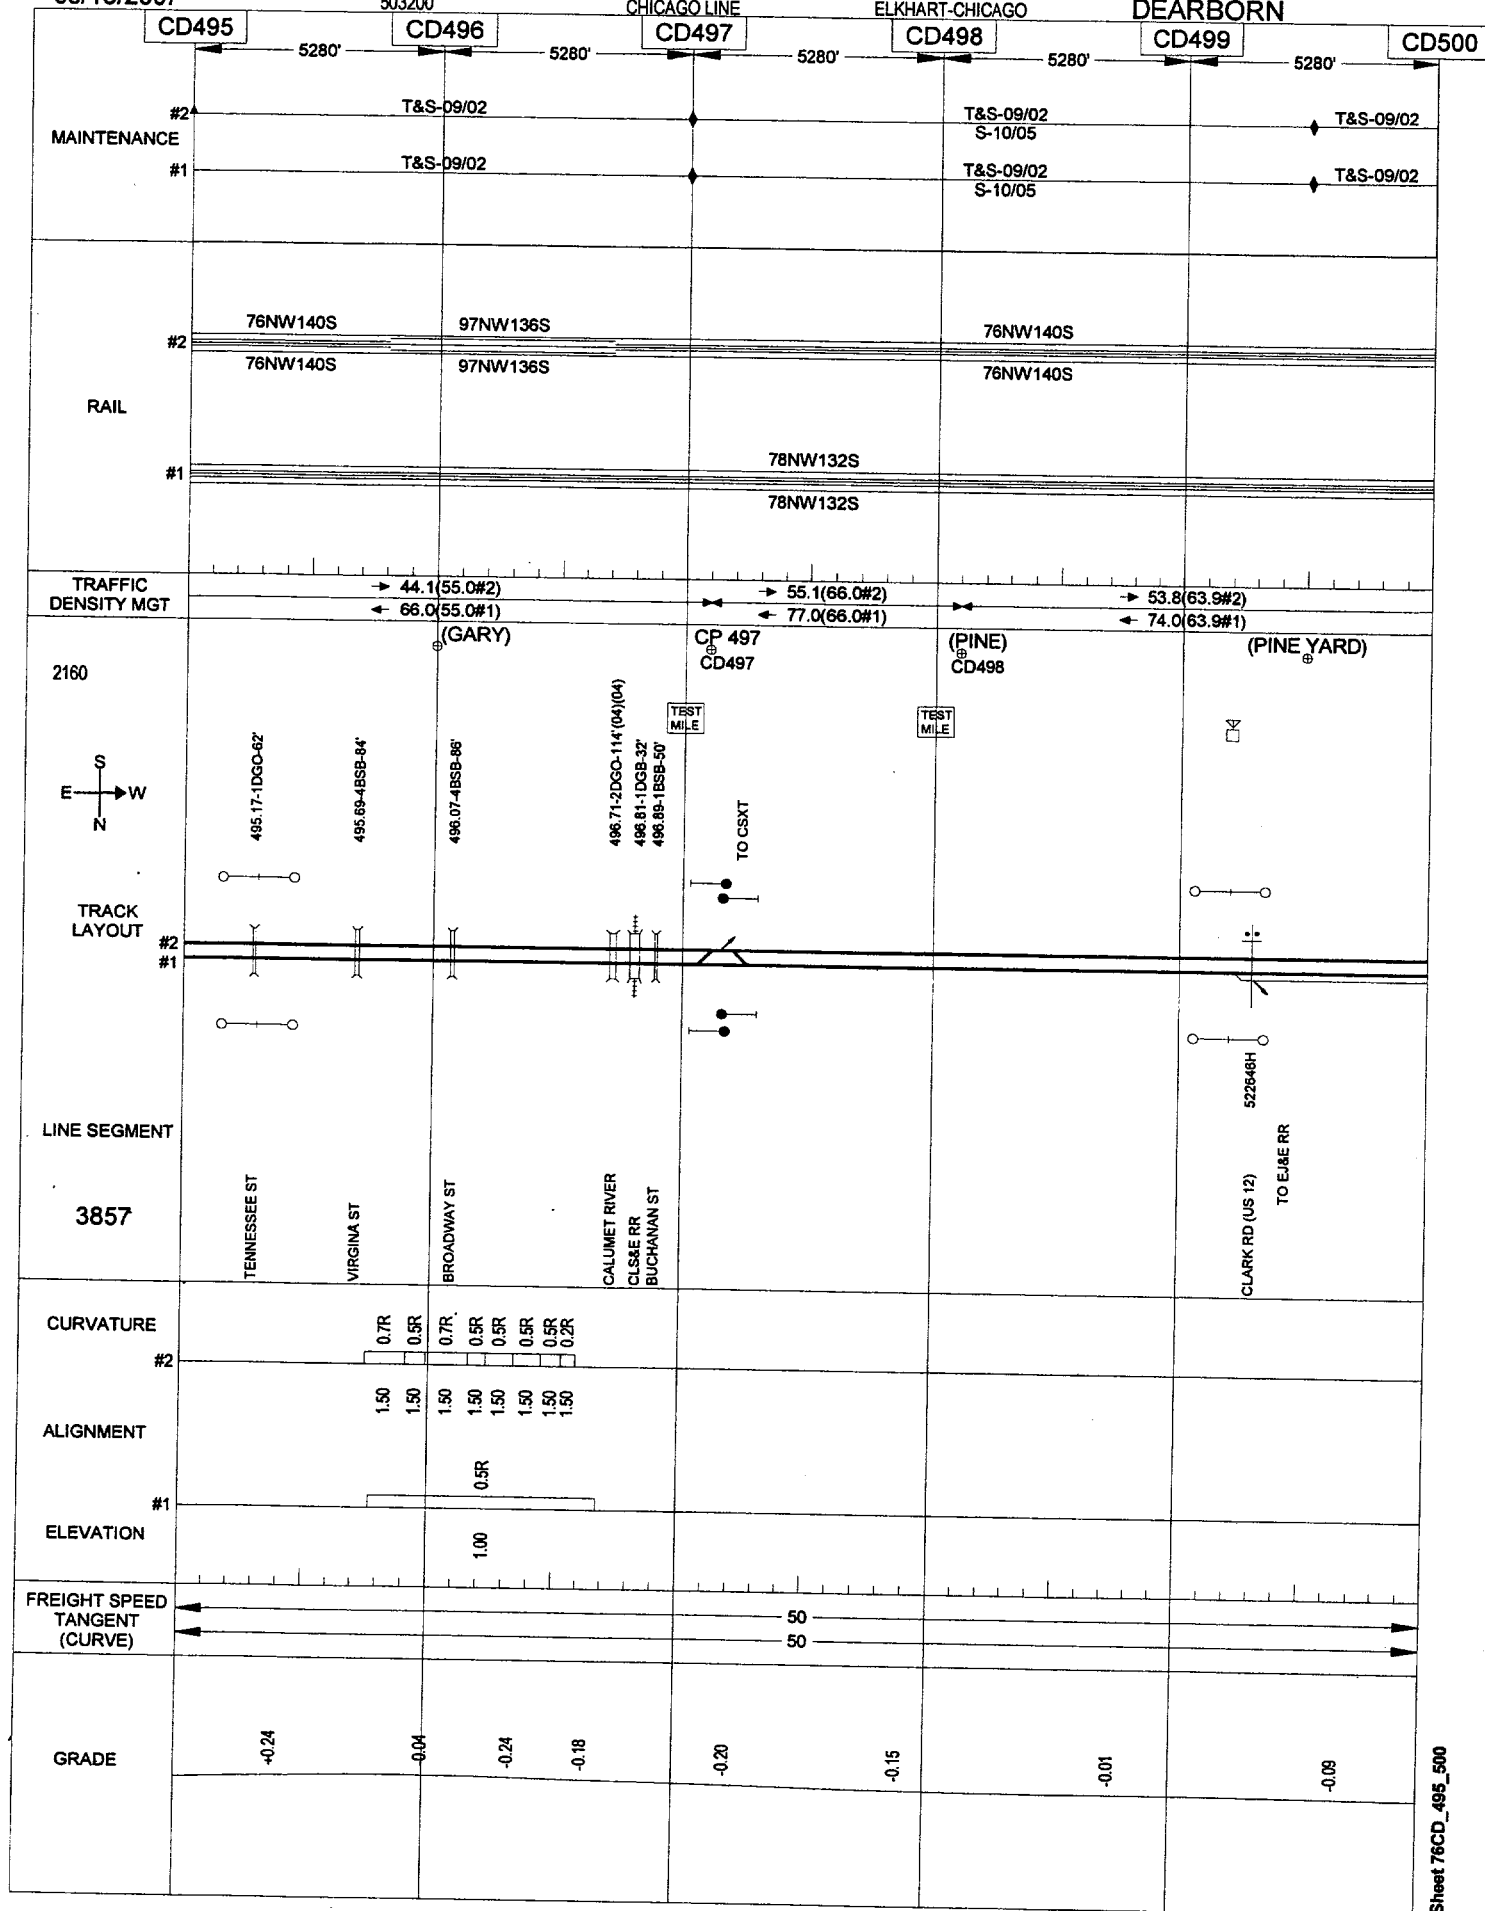 503200
CHICAGO LINE
ELKHART-CHICAGO
DEARBORN
CD495
CD496
CD497
CD498
CD499
CD500
5280'
5280'
5280'
5280'
5280'
MAINTENANCE
#2
T&S-09/02
T&S-09/02
S-10/05
T&S-09/02
#1
T&S-09/02
T&S-09/02
S-10/05
T&S-09/02
RAIL
#2
76NW140S
97NW136S
76NW140S
76NW140S
97NW136S
76NW140S
#1
78NW132S
78NW132S
TRAFFIC
DENSITY MGT
44.1(55.0#2)
55.1(66.0#2)
53.8(63.9#2)
66.0(55.0#1)
77.0(66.0#1)
74.0(63.9#1)
(GARY)
CP 497
CD497
(PINE)
CD498
(PINE YARD)
2160
S
E
W
N
495.17-1DGO-62'
495.69-4BSB-84'
496.07-4BSB-86'
496.71-2DGO-114'(04)(04)
496.81-1DGB-32'
496.89-1BSB-50'
TEST
MILE
TEST
MILE
TO CSXT
TRACK
LAYOUT
#2
#1
LINE SEGMENT
3857
TENNESSEE ST
VIRGINA ST
BROADWAY ST
CALUMET RIVER
CLS&E RR
BUCHANAN ST
CLARK RD (US 12)
522646H
TO EJ&E RR
CURVATURE
#2
0.7R
0.5R
0.7R
0.5R
0.5R
0.5R
0.5R
0.2R
1.50
1.50
1.50
1.50
1.50
1.50
1.50
1.50
ALIGNMENT
#1
0.5R
ELEVATION
1.00
FREIGHT SPEED
TANGENT
(CURVE)
50
50
GRADE
+0.24
-0.04
-0.24
-0.18
-0.20
-0.15
-0.01
-0.09
Sheet 76CD_495_500